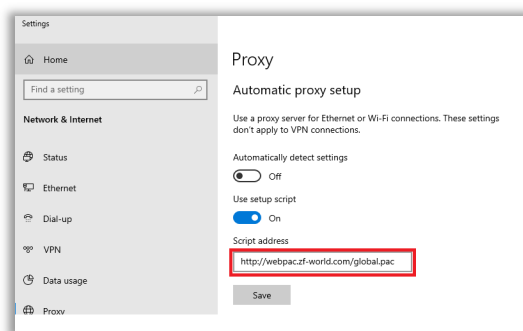 Settings
Home
Find a setting
Network & Internet
Status
Ethernet
Dial-up
VPN
Data usage
Proxy
Proxy
Automatic proxy setup
Use a proxy server for Ethernet or Wi-Fi connections. These settings
don't apply to VPN connections.
Automatically detect settings
Off
Use setup script
On
Script address
http://webpac.zf-world.com/global.pac
Save